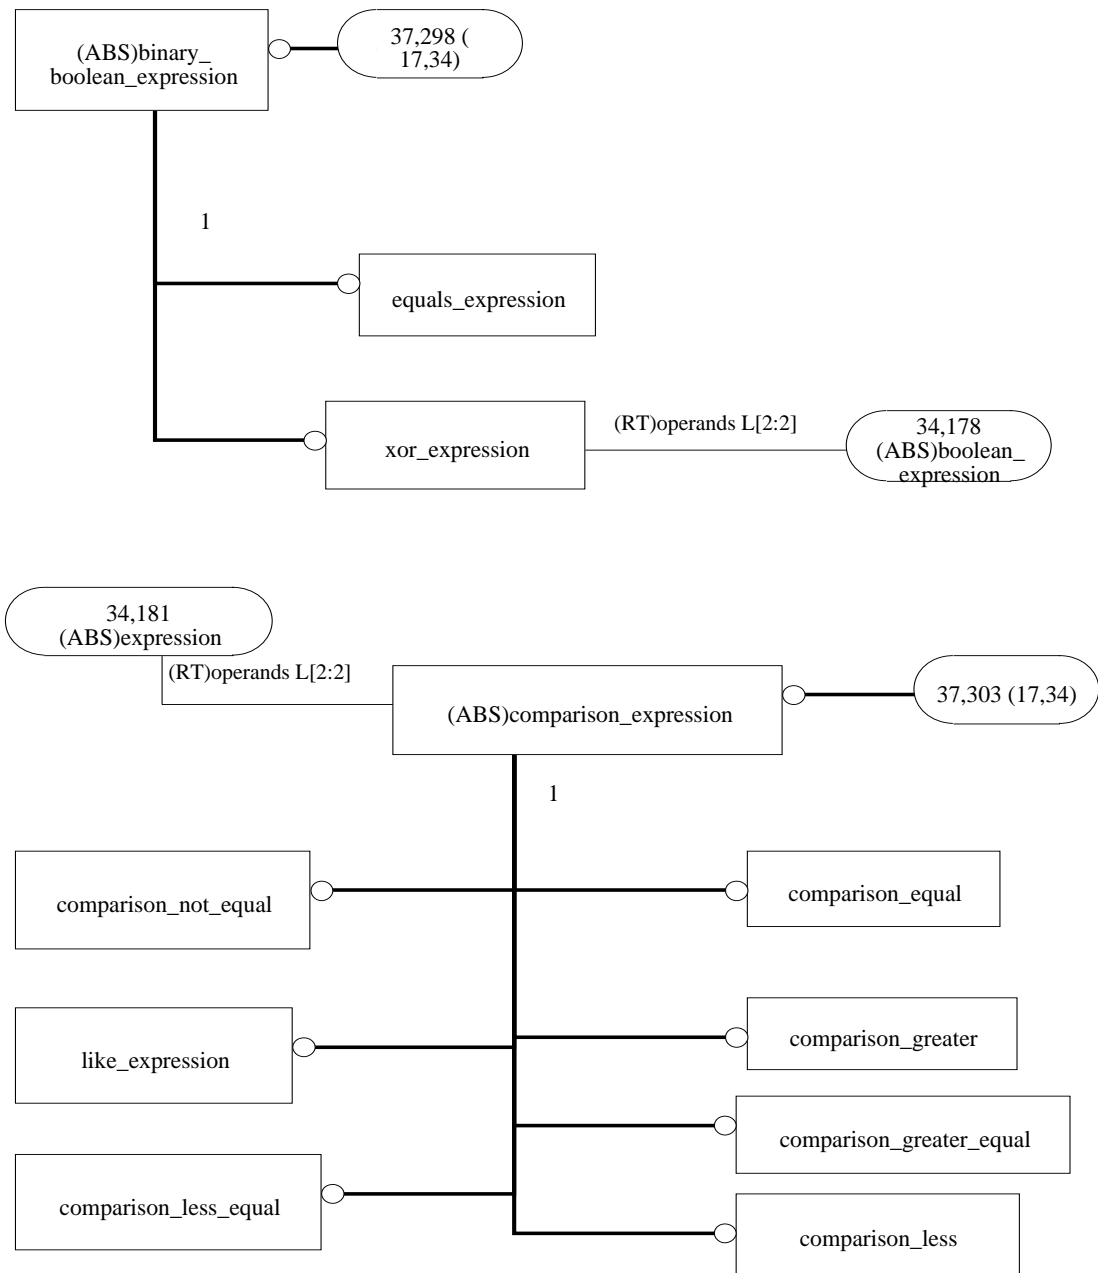 (ABS)binary_
boolean_expression
37,298 (
17,34)
1
equals_expression
xor_expression
(RT)operands L[2:2]
34,178
(ABS)boolean_
expression
34,181
(ABS)expression
(RT)operands L[2:2]
(ABS)comparison_expression
37,303 (17,34)
1
comparison_not_equal
comparison_equal
like_expression
comparison_greater
comparison_greater_equal
comparison_less_equal
comparison_less